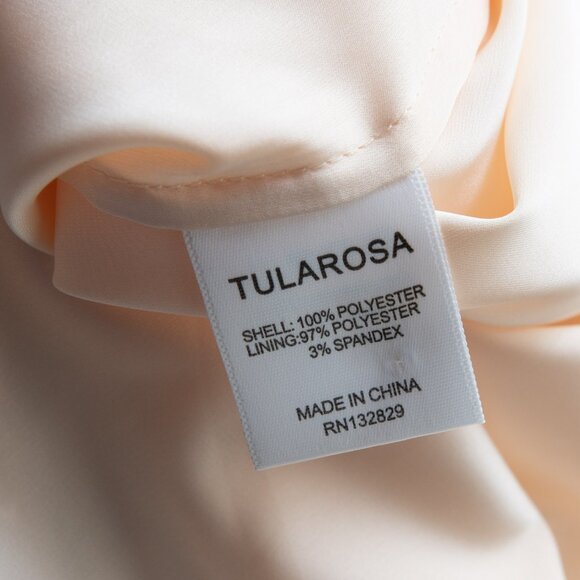 TULAROSA
SHELL: 100% POLYESTER
LINING:97% POLYESTER
3% SPANDEX
MADE IN CHINA
RN132829